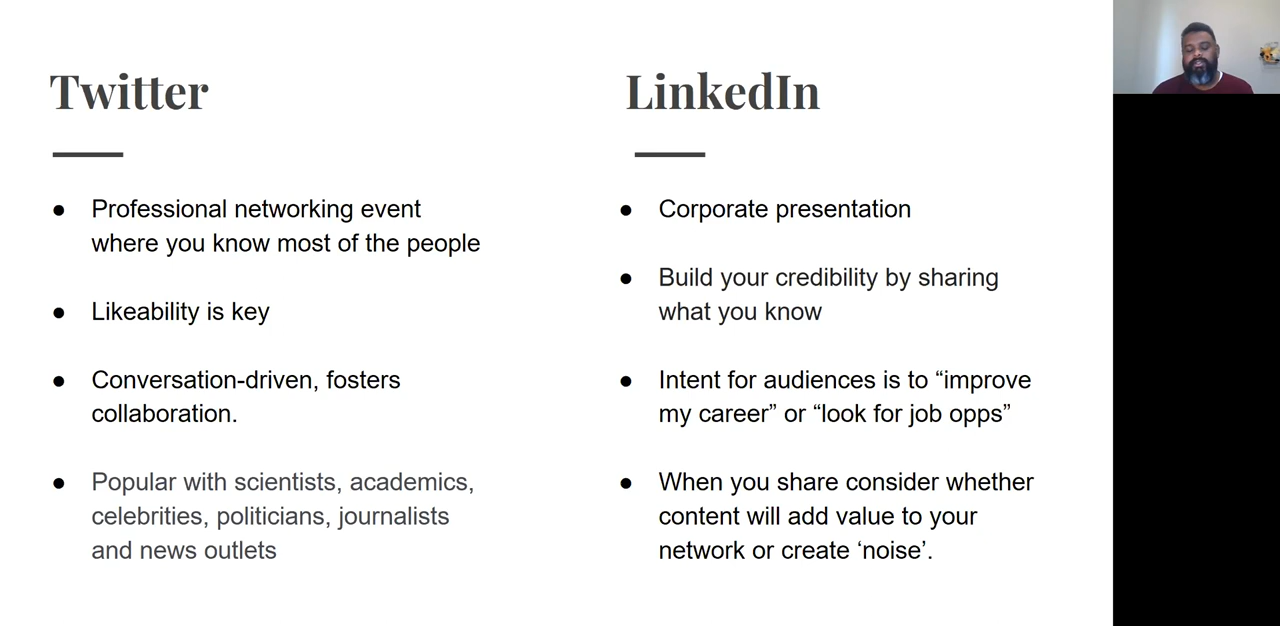 Twitter
● Professional networking event
where you know most of the people
● Likeability is key
● Conversation-driven, fosters
collaboration.
● Popular with scientists, academics,
celebrities, politicians, journalists
and news outlets
LinkedIn
● Corporate presentation
● Build your credibility by sharing
what you know
● Intent for audiences is to “improve
my career” or “look for job opps”
● When you share consider whether
content will add value to your
network or create ‘noise’.